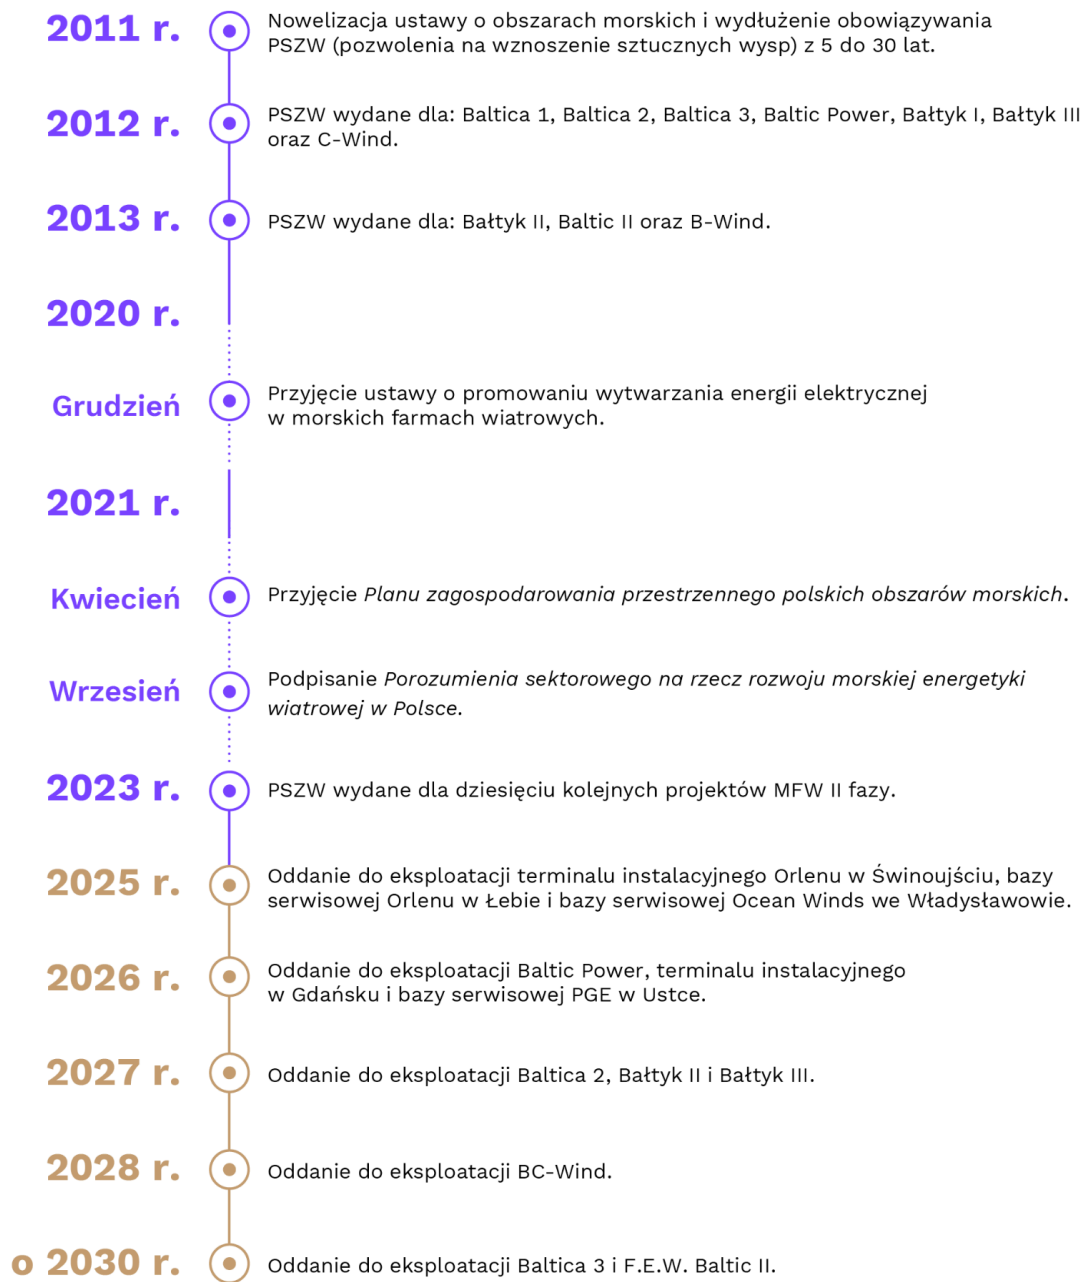 2011 r.
Nowelizacja ustawy o obszarach morskich i wydłużenie obowiązywania
PSZW (pozwolenia na wznoszenie sztucznych wysp) z 5 do 30 lat.
2012 r.
PSZW wydane dla: Baltica 1, Baltica 2, Baltica 3, Baltic Power, Bałtyk I, Bałtyk III
oraz C-Wind.
2013 r.
PSZW wydane dla: Bałtyk II, Baltic II oraz B-Wind.
2020 r.
Grudzień
Przyjęcie ustawy o promowaniu wytwarzania energii elektrycznej
w morskich farmach wiatrowych.
2021 r.
Kwiecień
Przyjęcie Planu zagospodarowania przestrzennego polskich obszarów morskich.
Wrzesień
Podpisanie Porozumienia sektorowego na rzecz rozwoju morskiej energetyki
wiatrowej w Polsce.
2023 r.
PSZW wydane dla dziesięciu kolejnych projektów MFW II fazy.
2025 r.
Oddanie do eksploatacji terminalu instalacyjnego Orlenu w Świnoujściu, bazy
serwisowej Orlenu w Łebie i bazy serwisowej Ocean Winds we Władysławowie.
2026 r.
Oddanie do eksploatacji Baltic Power, terminalu instalacyjnego
w Gdańsku i bazy serwisowej PGE w Ustce.
2027 r.
Oddanie do eksploatacji Baltica 2, Bałtyk II i Bałtyk III.
2028 r.
Oddanie do eksploatacji BC-Wind.
o 2030 r.
Oddanie do eksploatacji Baltica 3 i F.E.W. Baltic II.